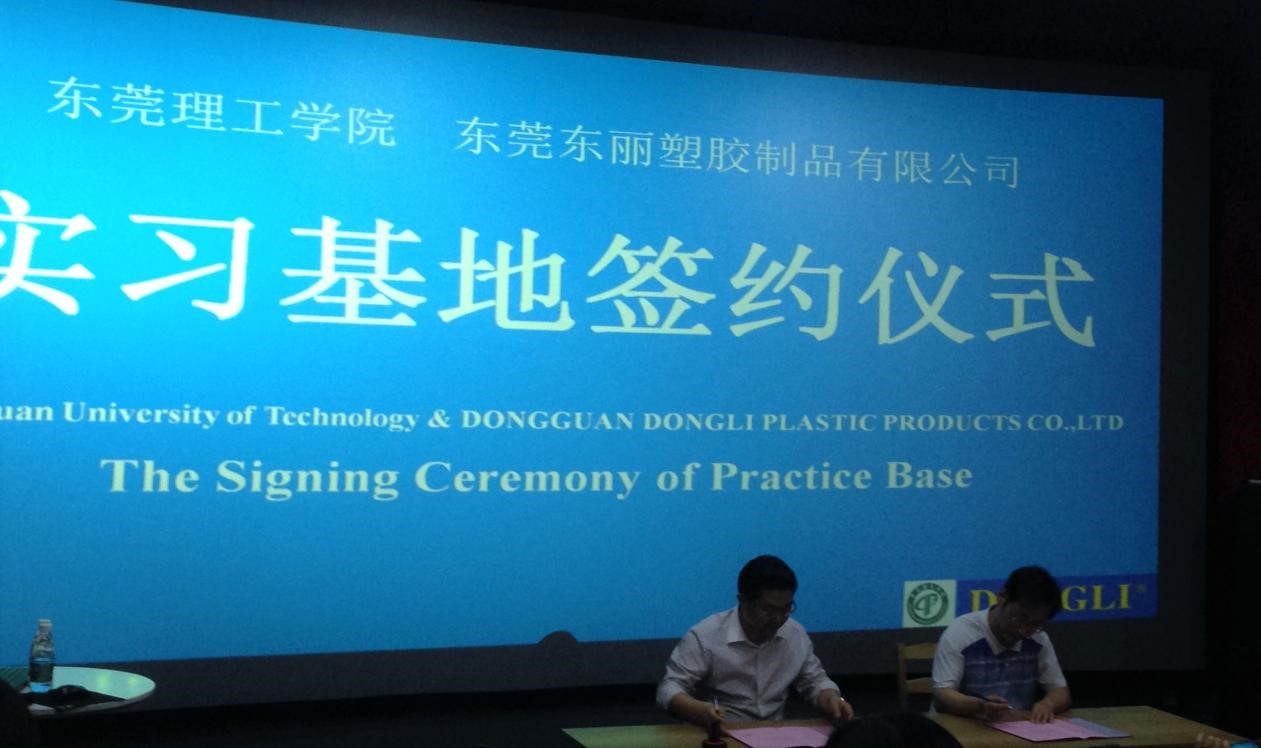 东莞理工学院 东莞东丽塑胶制品有限公司
实习基地签约仪式
uan University of Technology & DONGGUAN DONGLI PLASTIC PRODUCTS CO.,LTD
The Signing Ceremony of Practice Base